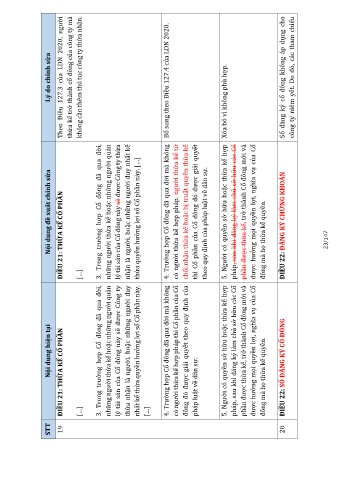 STT
Nội dung hiện tại
Nội dung đề xuất chỉnh sửa
Lý do chỉnh sửa
19
ĐIỀU 21: THỪA KẾ CỔ PHẦN
[...]
3. Trong trường hợp Cổ đông đã qua đời,
những người thừa kế hoặc những người quản
lý tài sản của Cổ đông này sẽ được Công ty
thừa nhận là người, hoặc những người duy
nhất kế thừa quyền hưởng lợi số Cổ phần này.
[...]
4. Trường hợp Cổ đông đã qua đời mà không
có người thừa kế hợp pháp thì Cổ phần của Cổ
đông đó được giải quyết theo quy định của
pháp luật về dân sự.
5. Người có quyền sở hữu hoặc thừa kế hợp
pháp, sau khi đăng ký làm chủ sở hữu các Cổ
phần được thừa kế, trở thành Cổ đông mới và
được hưởng mọi quyền lợi, nghĩa vụ của Cổ
đông mà họ thừa kế quyền.
ĐIỀU 21: THỪA KẾ CỔ PHẦN
[...]
3. Trong trường hợp Cổ đông đã qua đời,
những người thừa kế hoặc những người quản
lý tài sản của Cổ đông này sẽ được Công ty thừa
nhận là người, hoặc những người duy nhất kế
thừa quyền hưởng lợi số Cổ phần này. [...]
4. Trường hợp Cổ đông đã qua đời mà không
có người thừa kế hợp pháp, người thừa kế từ
chối nhận thừa kế hoặc bị truất quyền thừa kế
thì Cổ phần của Cổ đông đó được giải quyết
theo quy định của pháp luật về dân sự.
5. Người có quyền sở hữu hoặc thừa kế hợp
pháp, sau khi đăng ký làm chủ sở hữu các Cổ
phần được thừa kế, trở thành Cổ đông mới và
được hưởng mọi quyền lợi, nghĩa vụ của Cổ
đông mà họ thừa kế quyền.
Theo Điều 127.3 của LDN 2020, người
thừa kế trở thành cổ đông của công ty mà
không cần thêm thủ tục công ty thừa nhận.
Bổ sung theo Điều 127.4 của LDN 2020.
Xóa bỏ vì không phù hợp.
20
ĐIỀU 22: SỔ ĐĂNG KÝ CỔ ĐÔNG
ĐIỀU 22: ĐĂNG KÝ CHỨNG KHOÁN
Sổ đăng ký cổ đông không áp dụng cho
công ty niêm yết. Do đó, các tham chiếu
23/147